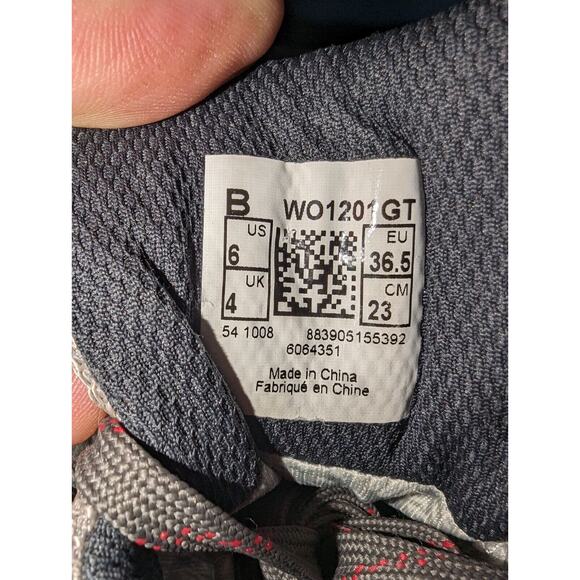 B WO1201GT
US 6 EU 36.5
UK 4 CM 23
54 1008 883905155392
6064351
Made in China
Fabriqué en Chine